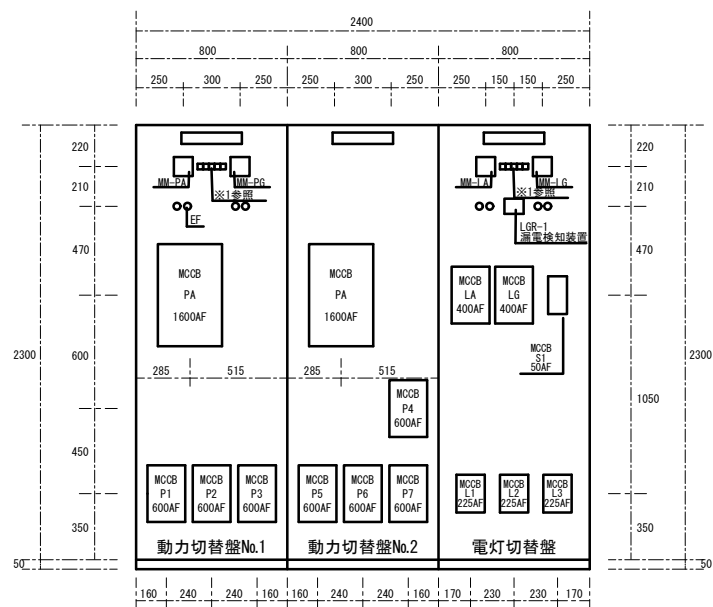 2400
800
800
800
250
300
250
250
300
250
250
150
150
250
220
210
470
600
450
350
2300
50
MM-PA
MM-PG
※1参照
EF
MCCB
PA
1600AF
MCCB
PA
1600AF
285
515
285
515
MCCB
P4
600AF
MCCB
P1
600AF
MCCB
P2
600AF
MCCB
P3
600AF
MCCB
P5
600AF
MCCB
P6
600AF
MCCB
P7
600AF
MM-LA
MM-LG
※1参照
LGR-1
漏電検知装置
MCCB
LA
400AF
MCCB
LG
400AF
MCCB
S1
50AF
MCCB
L1
225AF
MCCB
L2
225AF
MCCB
L3
225AF
動力切替盤No.1
動力切替盤No.2
電灯切替盤
220
210
470
1050
350
2300
50
160
240
240
160
160
240
240
160
170
230
230
170